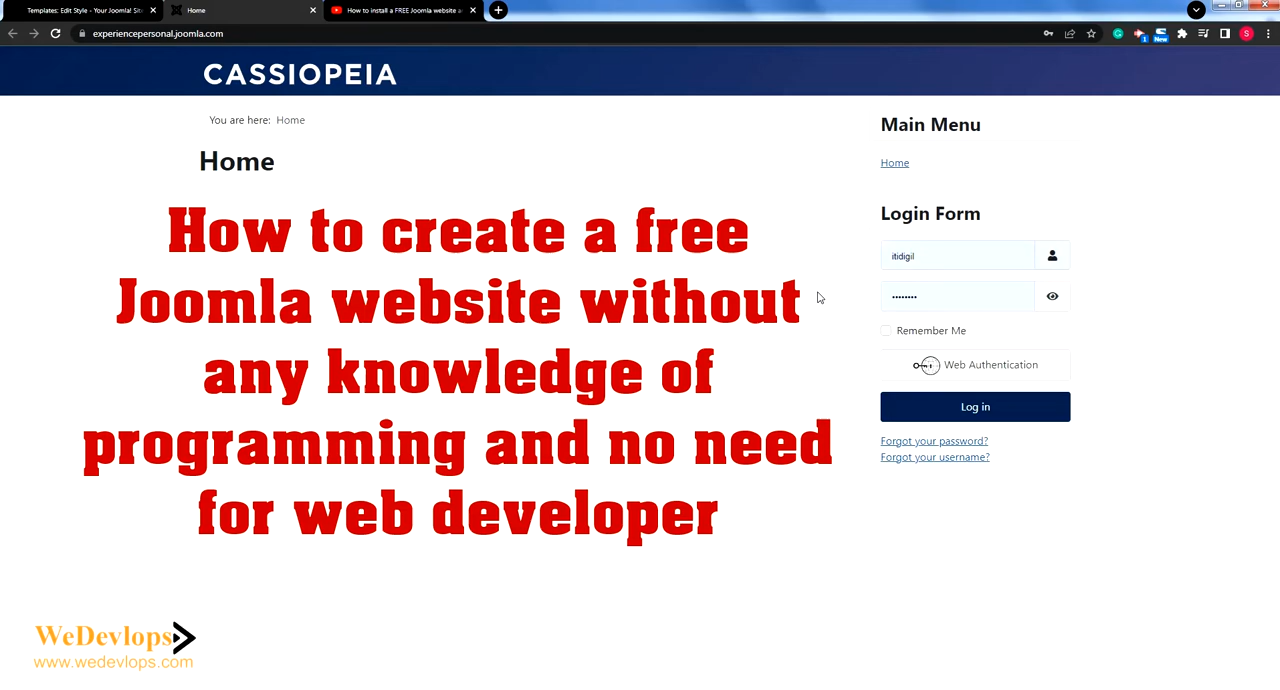 Templates: Edit Style - Your Joomla! Sit
Home
How to install a FREE Joomla website a
experiencepersonal.joomla.com
S
1
New
CASSIOPEIA
You are here: Home
Home
How to create a free
Joomla website without
any knowledge of
programming and no need
for web developer
Main Menu
Home
Login Form
itidigil
••••••••
Remember Me
Web Authentication
Log in
Forgot your password?
Forgot your username?
WeDevlops
www.wedevlops.com